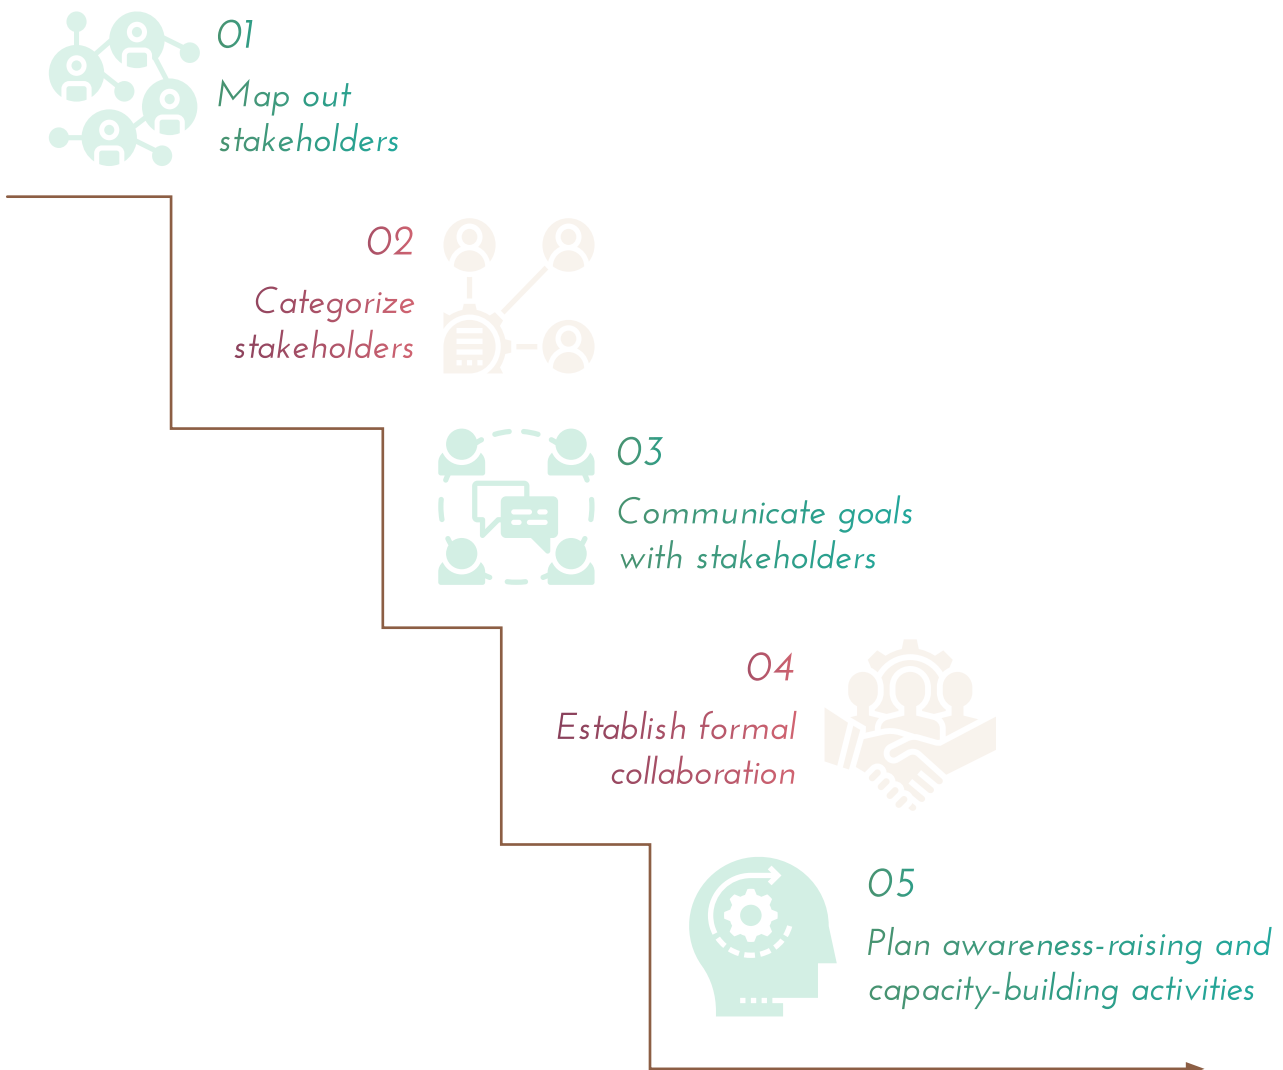 01
Map out
stakeholders
02
Categorize
stakeholders
03
Communicate goals
with stakeholders
04
Establish formal
collaboration
05
Plan awareness-raising and
capacity-building activities